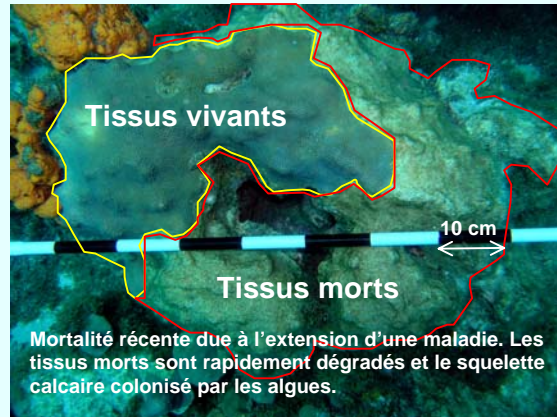 Tissus vivants
10 cm
Tissus morts
Mortalité récente due à l’extension d’une maladie. Les
tissus morts sont rapidement dégradés et le squelette
calcaire colonisé par les algues.